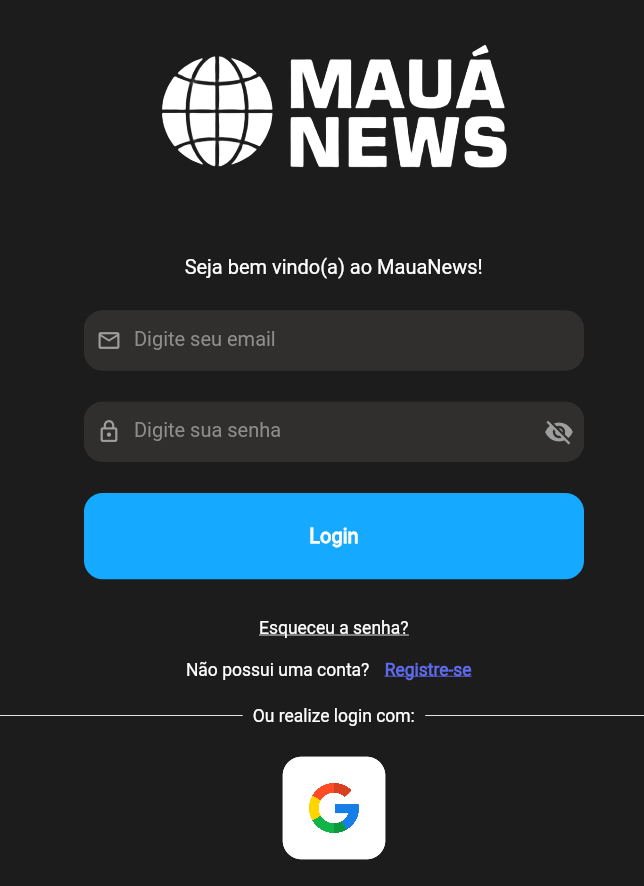 MAUÁ
NEWS
Seja bem vindo(a) ao MauaNews!
Digite seu email
Digite sua senha
Login
Esqueceu a senha?
Não possui uma conta? Registre-se
Ou realize login com:
G